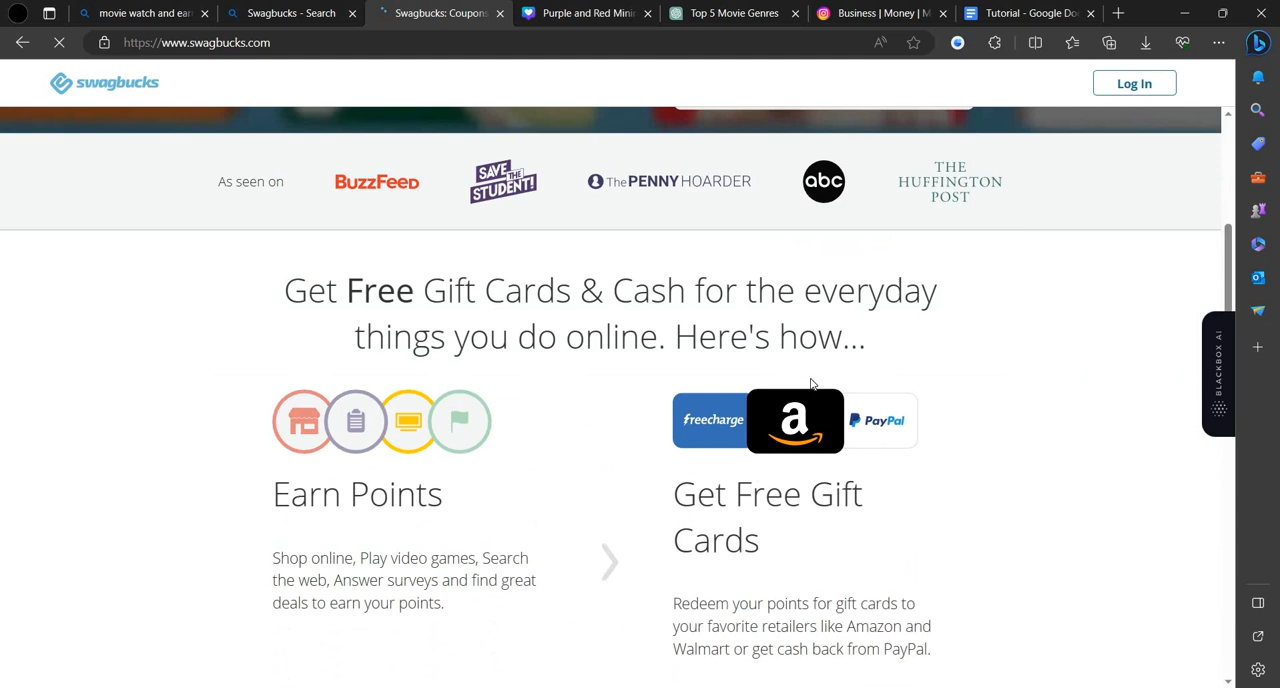 movie watch and ear
Swagbucks - Search
Swagbucks: Coupons
Purple and Red Mini
Top 5 Movie Genres
Business | Money | M
Tutorial - Google Do
https://www.swagbucks.com
swagbucks
Log In
As seen on
BuzzFeed
SAVE THE STUDENT!
The PENNY HOARDER
abc
THE
HUFFINGTON
POST
Get Free Gift Cards & Cash for the everyday
things you do online. Here's how...
BLACKBOX AI
freecharge
a
PayPal
Earn Points
Get Free Gift
Cards
Shop online, Play video games, Search
the web, Answer surveys and find great
deals to earn your points.
Redeem your points for gift cards to
your favorite retailers like Amazon and
Walmart or get cash back from PayPal.